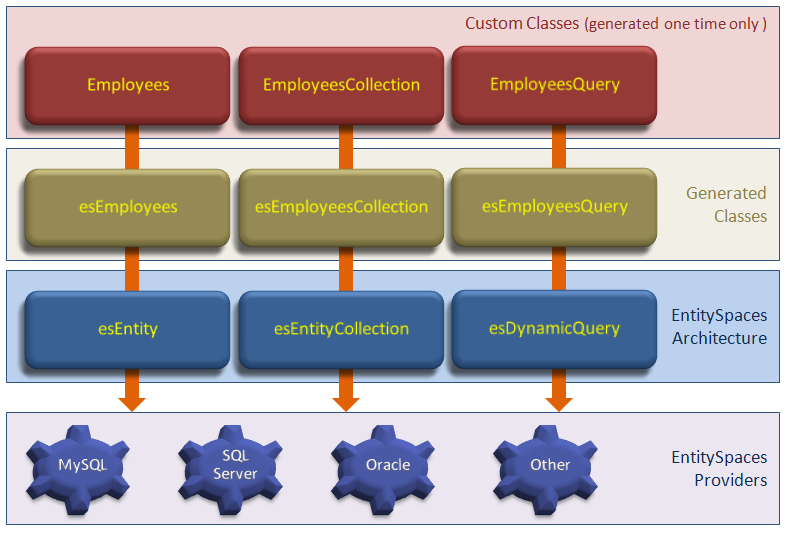 Custom Classes (generated one time only )
Employees
EmployeesCollection
EmployeesQuery
esEmployees
esEmployeesCollection
esEmployeesQuery
Generated
Classes
esEntity
esEntityCollection
esDynamicQuery
EntitySpaces
Architecture
MySQL
SQL
Server
Oracle
Other
EntitySpaces
Providers